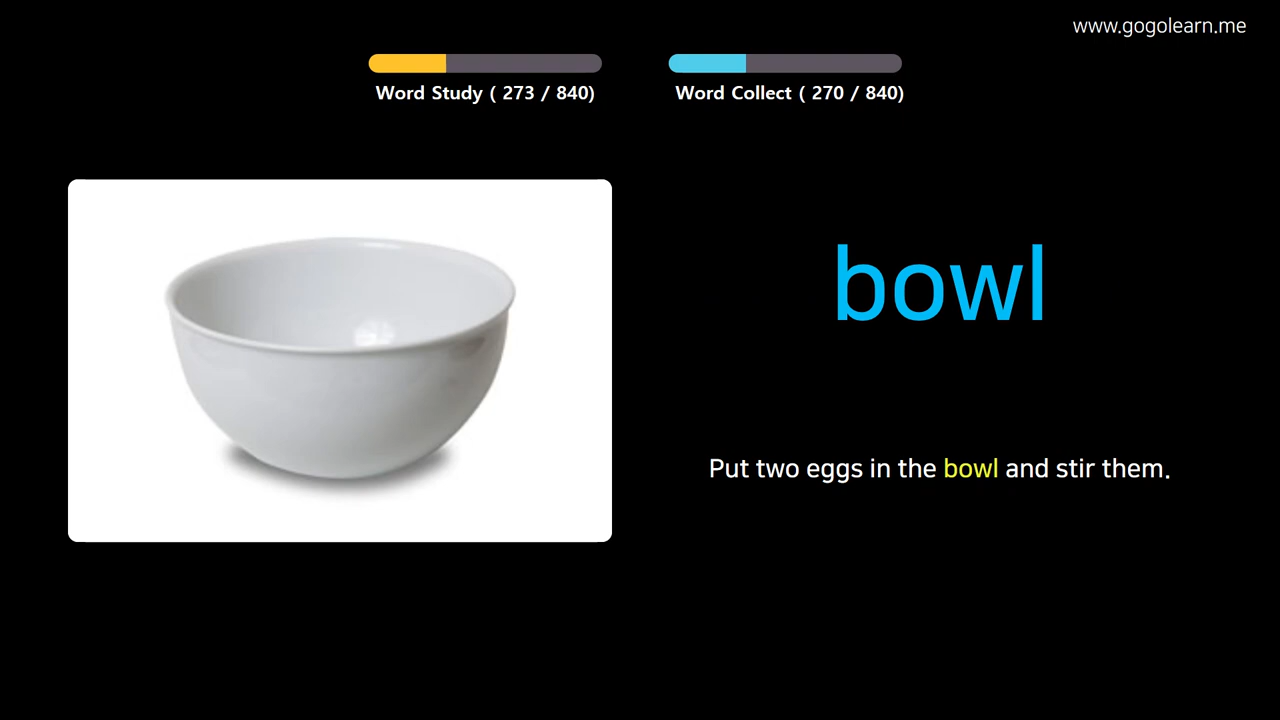 www.gogolearn.me
Word Study ( 273 / 840)
Word Collect ( 270 / 840)
bowl
Put two eggs in the bowl and stir them.